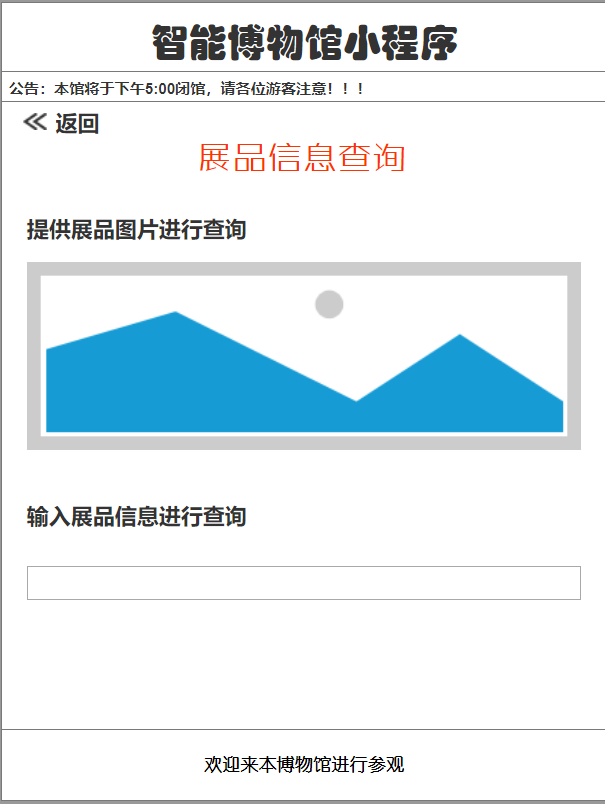 智能博物馆小程序
公告：本馆将于下午5:00闭馆，请各位游客注意！！！
返回
展品信息查询
提供展品图片进行查询
输入展品信息进行查询
欢迎来本博物馆进行参观